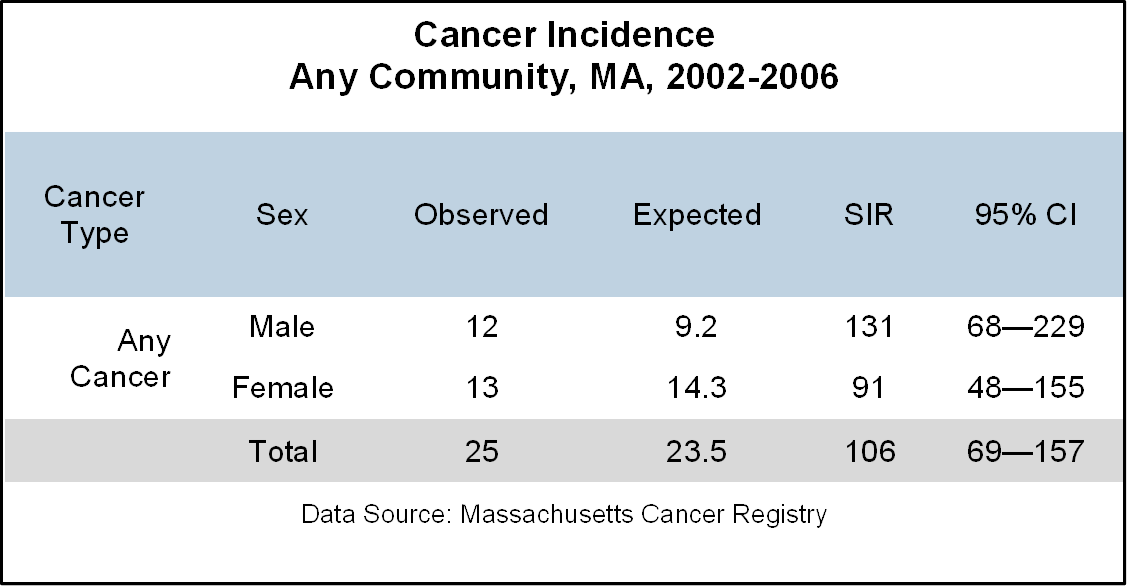 Cancer Incidence
Any Community, MA, 2002-2006
Cancer Type Sex Observed Expected SIR 95% CI
Any Cancer Male 12 9.2 131 68—229
Female 13 14.3 91 48—155
Total 25 23.5 106 69—157
Data Source: Massachusetts Cancer Registry